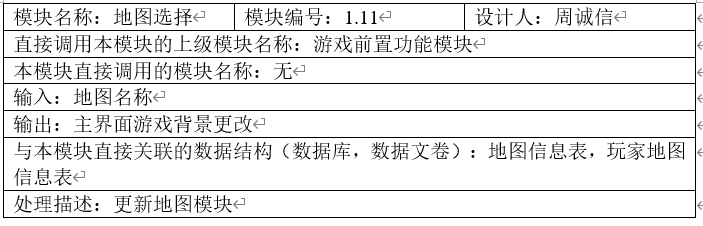 模块名称：地图选择 模块编号：1.11 设计人：周诚信
直接调用本模块的上级模块名称：游戏前置功能模块
本模块直接调用的模块名称：无
输入：地图名称
输出：主界面游戏背景更改
与本模块直接关联的数据结构（数据库，数据文卷）：地图信息表，玩家地图
信息表
处理描述：更新地图模块